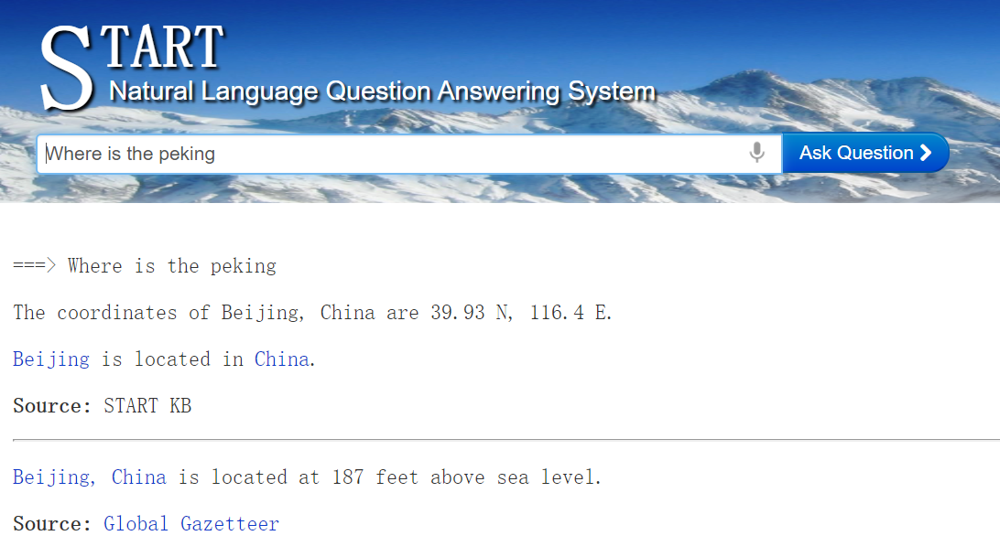 START
Natural Language Question Answering System
Where is the peking
Ask Question
===> Where is the peking
The coordinates of Beijing, China are 39.93 N, 116.4 E.
Beijing is located in China.
Source: START KB
Beijing, China is located at 187 feet above sea level.
Source: Global Gazetteer